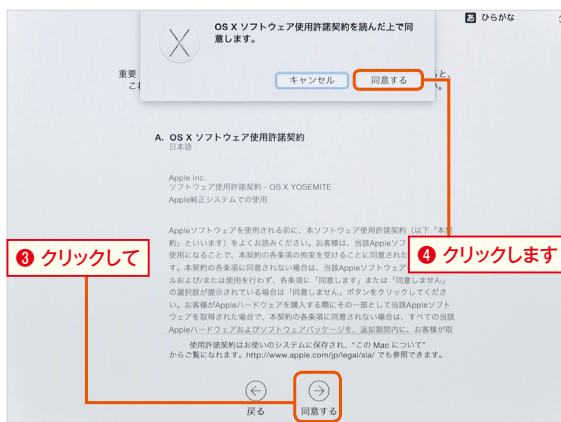 OS X ソフトウェア使用許諾契約を読んだ上で同
意します。
キャンセル
同意する
あ ひらがな
重要
と、
A. OS X ソフトウェア使用許諾契約
日本語
Apple Inc.
ソフトウェア使用許諾契約 - OS X YOSEMITE
Apple純正システムでの使用
Appleソフトウェアを使用される前に、本ソフトウェア使用許諾契約（以下「本契
約」といいます）をよくお読みください。お客様は、当該Appleソフ
使用になることで、本契約の各条項の拘束を受けることに同意された
す。本契約の各条項に同意されない場合は、当該Appleソフトウェア
ルおよび/または使用を行わず、各条項に「同意します」または「同意しません」
の選択肢が提示されている場合は「同意しません」ボタンをクリックしてくださ
い。お客様がAppleハードウェアを購入する際にその一部として当該Appleソフト
ウェアを取得された場合で、本契約の各条項に同意されない場合は、すべての当該
Appleハードウェアおよびソフトウェアパッケージを、返却期間内に、お客様が取
❸ クリックして
❹ クリックします
使用許諾契約はお使いのシステムに保存され、“この Mac について”
からご覧になれます。http://www.apple.com/jp/legal/sla/ でも参照できます。
戻る
同意する